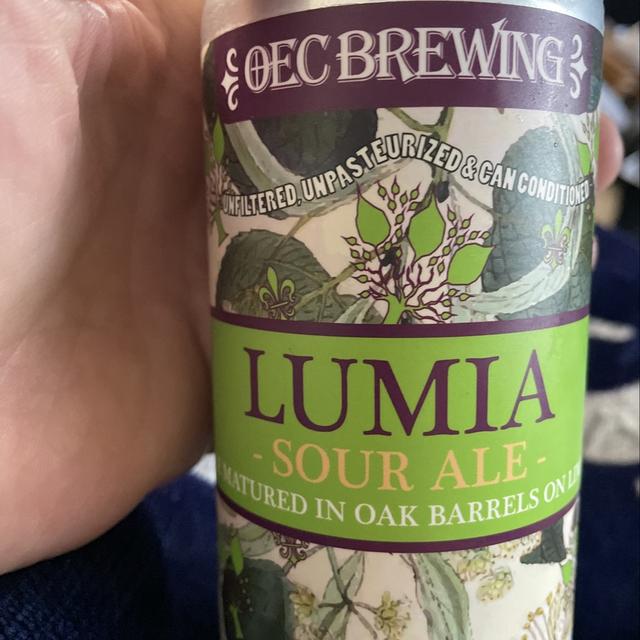 OEC BREWING
UNFILTERED, UNPASTEURIZED & CAN CONDITIONED
LUMIA
- SOUR ALE -
MATURED IN OAK BARRELS ON